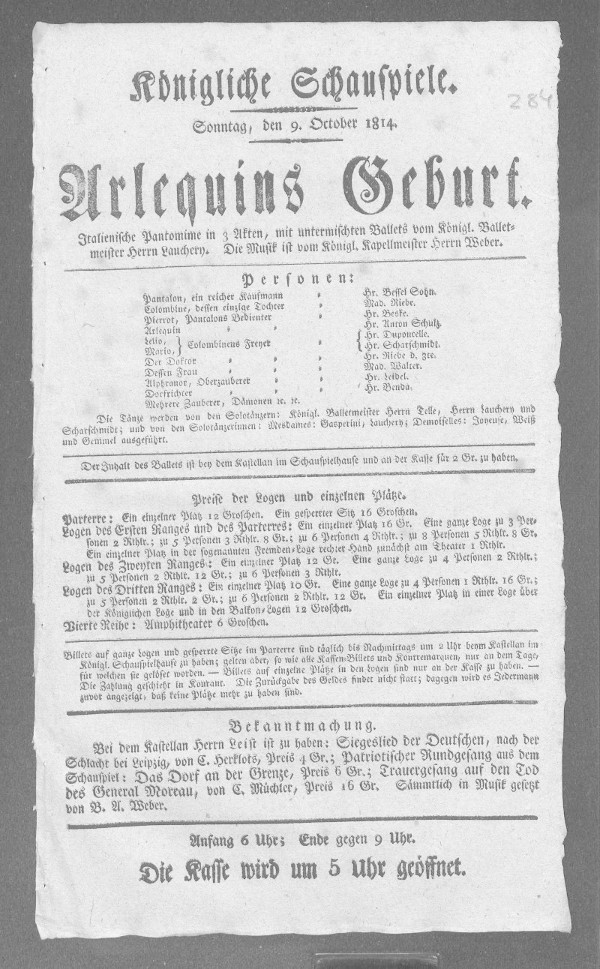 Königliche Schauspiele.
284
Sonntag, den 9. October 1814.
Arlequins Geburt.
Italienische Pantomime in 3 Akten, mit untermischten Ballets vom Königl. Ballet-
meister Herrn Lauchery. Die Musik ist vom Königl. Kapellmeister Herrn Weber.
Personen:
Pantalon, ein reicher Kaufmann Hr. Bessel Sohn.
Colombine, dessen einzige Tochter Mad. Riebe.
Pierrot, Pantalons Bedienter Hr. Beske.
Arlequin Hr. Anton Schulz.
Lelio, Hr. Duponcelle.
Mario, } Colombinens Freyer { Hr. Scharschmidt.
Der Doktor Hr. Riebe d. 2te.
Dessen Frau Mad. Walter.
Alphranor, Oberzauberer Hr. Leidel.
Dorfrichter Hr. Benda.
Mehrere Zauberer, Dämonen ꝛc. ꝛc.
Die Tänze werden von den Solotänzern: Königl. Balletmeister Herrn Telle, Herrn Lauchery und
Scharschmidt; und von den Solotänzerinnen: Mesdames: Gasperini, Lauchery; Demoiselles: Joyeuse, Weiß
und Gemmel ausgeführt.
Der Inhalt des Ballets ist bey dem Kastellan im Schauspielhause und an der Kasse für 2 Gr. zu haben.
Preise der Logen und einzelnen Plätze.
Parterre: Ein einzelner Platz 12 Groschen. Ein gesperrter Sitz 16 Groschen.
Logen des Ersten Ranges und des Parterres: Ein einzelner Platz 16 Gr. Eine ganze Loge zu 3 Per-
sonen 2 Rthlr.; zu 5 Personen 3 Rthlr. 8 Gr.; zu 6 Personen 4 Rthlr.; zu 8 Personen 5 Rthlr. 8 Gr.
Ein einzelner Platz in der sogenannten Fremden-Loge rechter Hand zunächst am Theater 1 Rthlr.
Logen des Zweyten Ranges: Ein einzelner Platz 12 Gr. Eine ganze Loge zu 4 Personen 2 Rthlr.;
zu 5 Personen 2 Rthlr. 12 Gr.; zu 6 Personen 3 Rthlr.
Logen des Dritten Ranges: Ein einzelner Platz 10 Gr. Eine ganze Loge zu 4 Personen 1 Rthlr. 16 Gr.;
zu 5 Personen 2 Rthlr. 2 Gr.; zu 6 Personen 2 Rthlr. 12 Gr. Ein einzelner Platz in einer Loge über
der Königlichen Loge und in den Balkon-Logen 12 Groschen.
Vierte Reihe: Amphitheater 6 Groschen.
Billets auf ganze Logen und gesperrte Sitze im Parterre sind täglich bis Nachmittags um 2 Uhr beym Kastellan im
Königl. Schauspielhause zu haben; gelten aber, so wie alle Kassen-Billets und Kontremarquen, nur an dem Tage,
für welchen sie gelöset worden. — Billets auf einzelne Plätze in den Logen sind nur an der Kasse zu haben. —
Die Zahlung geschieht in Kourant. Die Zurückgabe des Geldes findet nicht statt; dagegen wird es Jedermann
zuvor angezeigt, daß keine Plätze mehr zu haben sind.
Bekanntmachung.
Bei dem Kastellan Herrn Leist ist zu haben: Siegeslied der Deutschen, nach der
Schlacht bei Leipzig, von C. Herklots, Preis 4 Gr.; Patriotischer Rundgesang aus dem
Schauspiel: Das Dorf an der Grenze, Preis 6 Gr.; Trauergesang auf den Tod
des General Moreau, von C. Müchler, Preis 16 Gr. Sämmtlich in Musik gesetzt
von B. A. Weber.
Anfang 6 Uhr; Ende gegen 9 Uhr.
Die Kasse wird um 5 Uhr geöffnet.